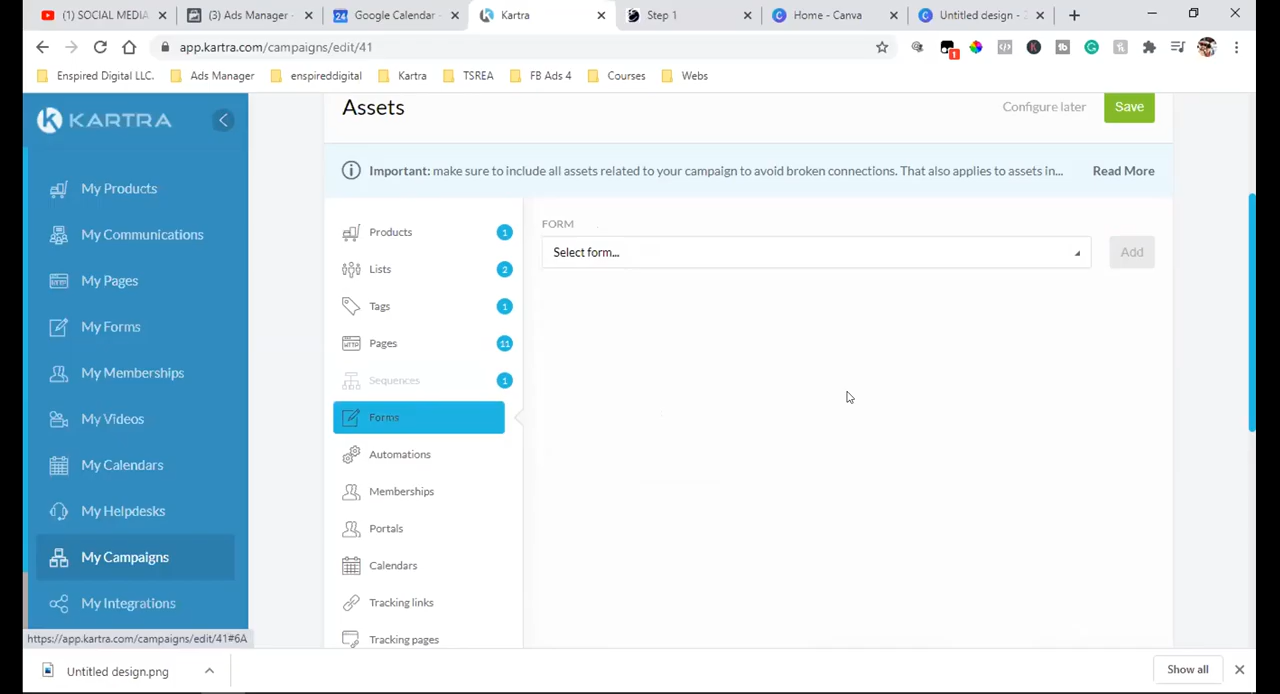 (1) SOCIAL MEDIA
(3) Ads Manager -
24 Google Calendar -
Kartra
Step 1
Home - Canva
Untitled design -
app.kartra.com/campaigns/edit/41
Enspired Digital LLC.
Ads Manager
enspireddigital
Kartra
TSREA
FB Ads 4
Courses
Webs
KARTRA
My Products
My Communications
My Pages
My Forms
My Memberships
My Videos
My Calendars
My Helpdesks
My Campaigns
My Integrations
Assets
Configure later
Save
Important: make sure to include all assets related to your campaign to avoid broken connections. That also applies to assets in...
Read More
Products 1
Lists 2
Tags 1
Pages 11
Sequences 1
Forms
Automations
Memberships
Portals
Calendars
Tracking links
Tracking pages
FORM
Select form...
Add
https://app.kartra.com/campaigns/edit/41#6A
Untitled design.png
Show all